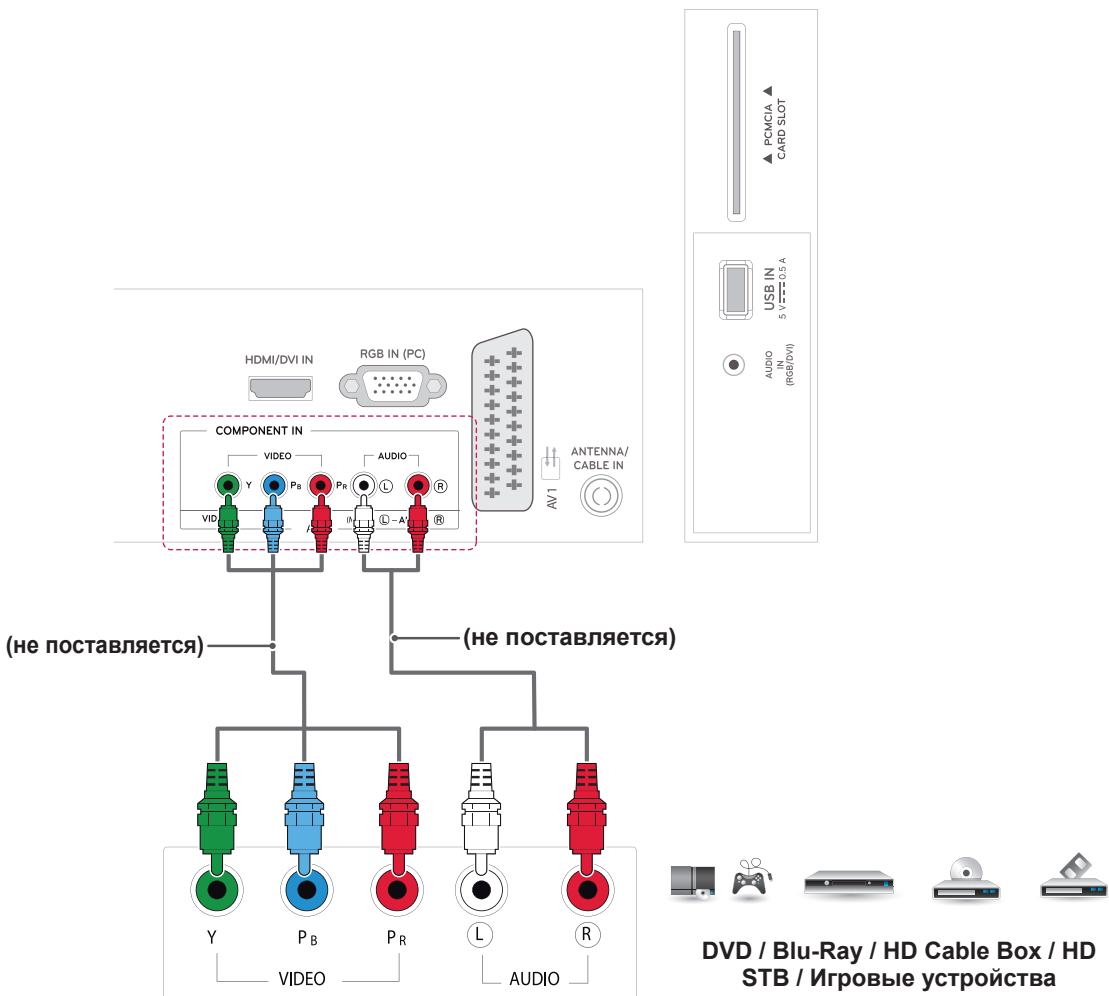 ▲ PCMCIA ▲
CARD SLOT
USB IN
5 V 0.5 A
AUDIO
IN
(RGB/DVI)
HDMI/DVI IN
RGB IN (PC)
COMPONENT IN
VIDEO
AUDIO
Y
PB
PR
L
R
ANTENNA/
CABLE IN
AV 1
VID
L
R
(не поставляется)
(не поставляется)
Y
PB
PR
L
R
VIDEO
AUDIO
DVD / Blu-Ray / HD Cable Box / HD
STB / Игровые устройства